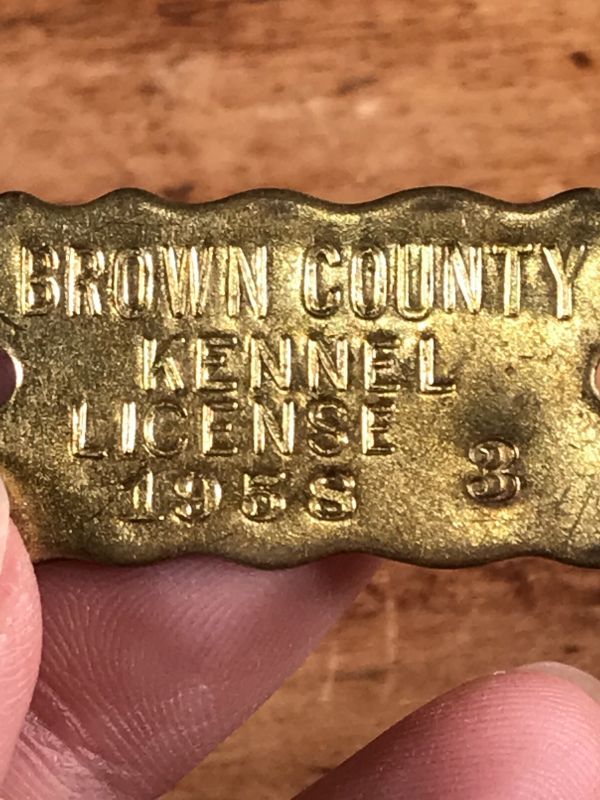 BROWN COUNTY
KENNEL
LICENSE
1958 3